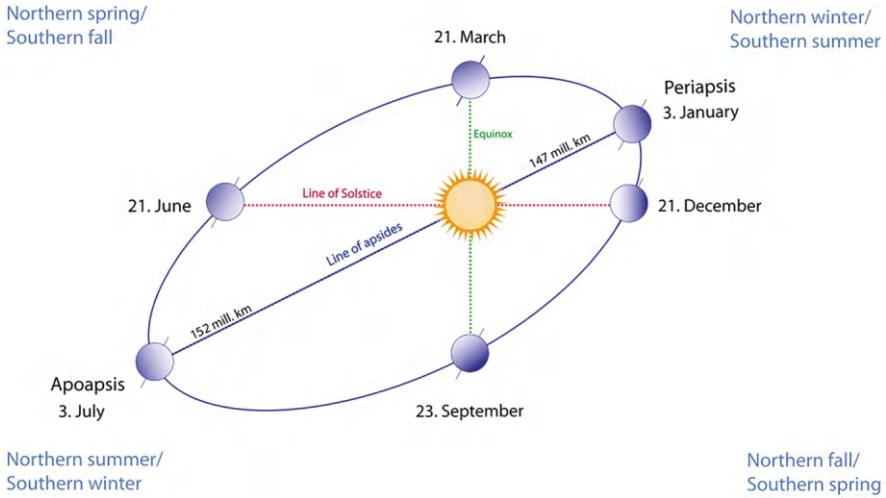 Northern spring/
Southern fall
21. March
Northern winter/
Southern summer
Periapsis
3. January
Equinox
147 mill. km
21. June
Line of Solstice
21. December
Line of apsides
152 mill. km
Apoapsis
3. July
23. September
Northern summer/
Southern winter
Northern fall/
Southern spring